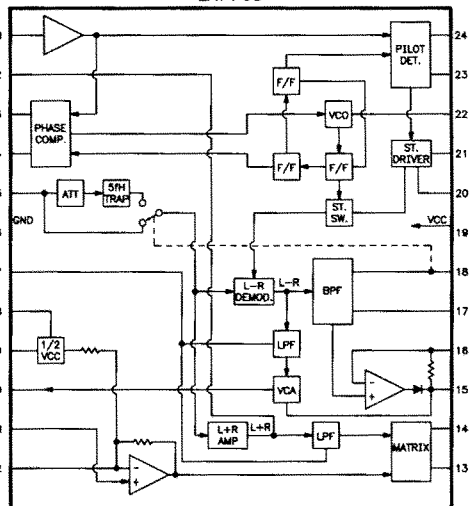 24
PILOT
DET.
23
F/F
22
PHASE
COMP.
VCO
21
F/F
F/F
ST.
DRIVER
20
ATT
5fH
TRAP
ST.
SW.
GND
VCC
19
18
L-R
DEMOD.
L-R
BPF
17
1/2
VCC
LPF
16
VCA
15
L+R
AMP
L+R
LPF
14
MATRIX
13
-
+
-
+